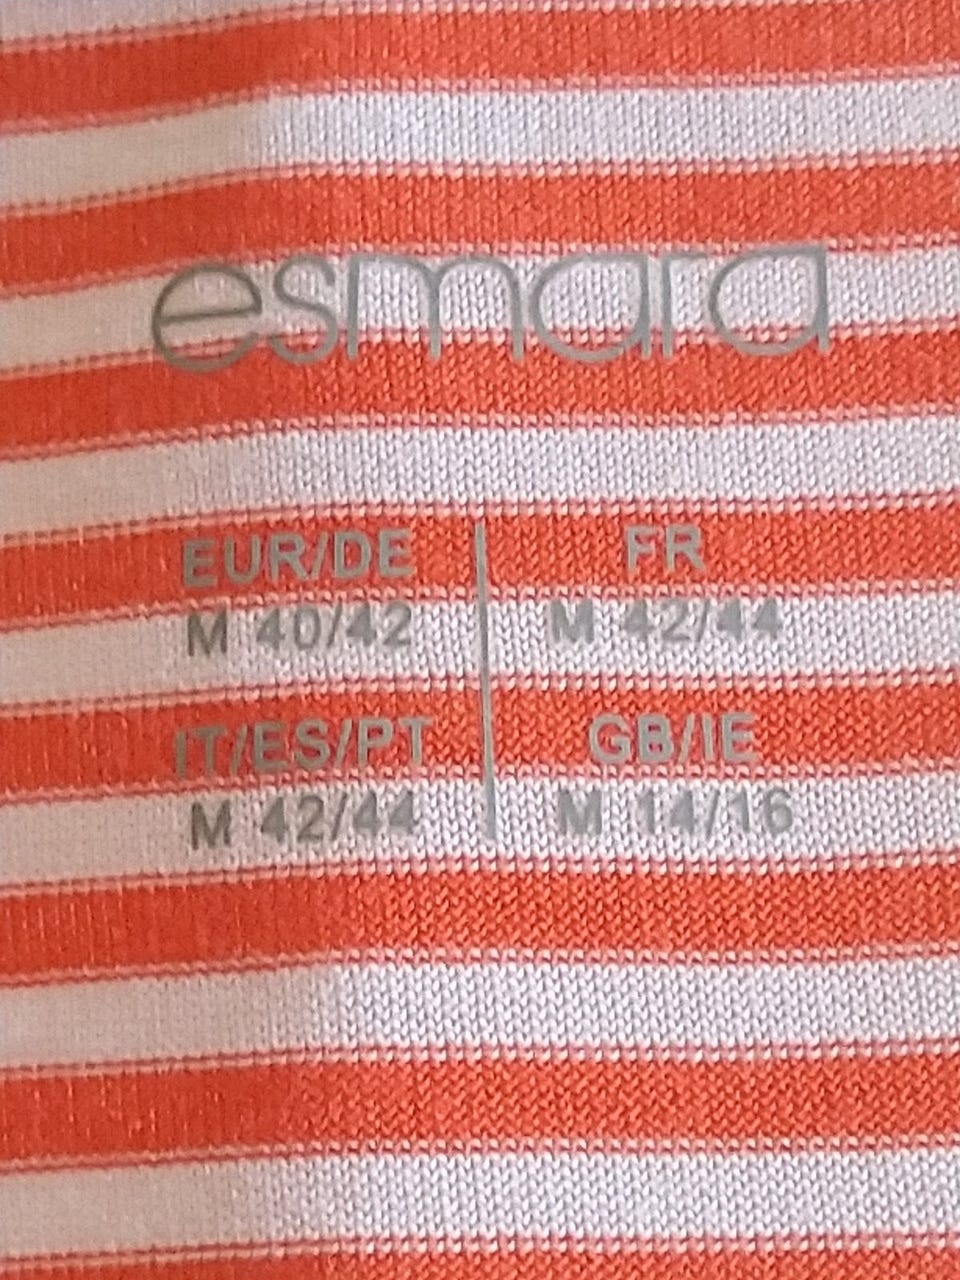 esmara
EUR/DE
M 40/42
FR
M 42/44
IT/ES/PT
M 42/44
GB/IE
M 14/16